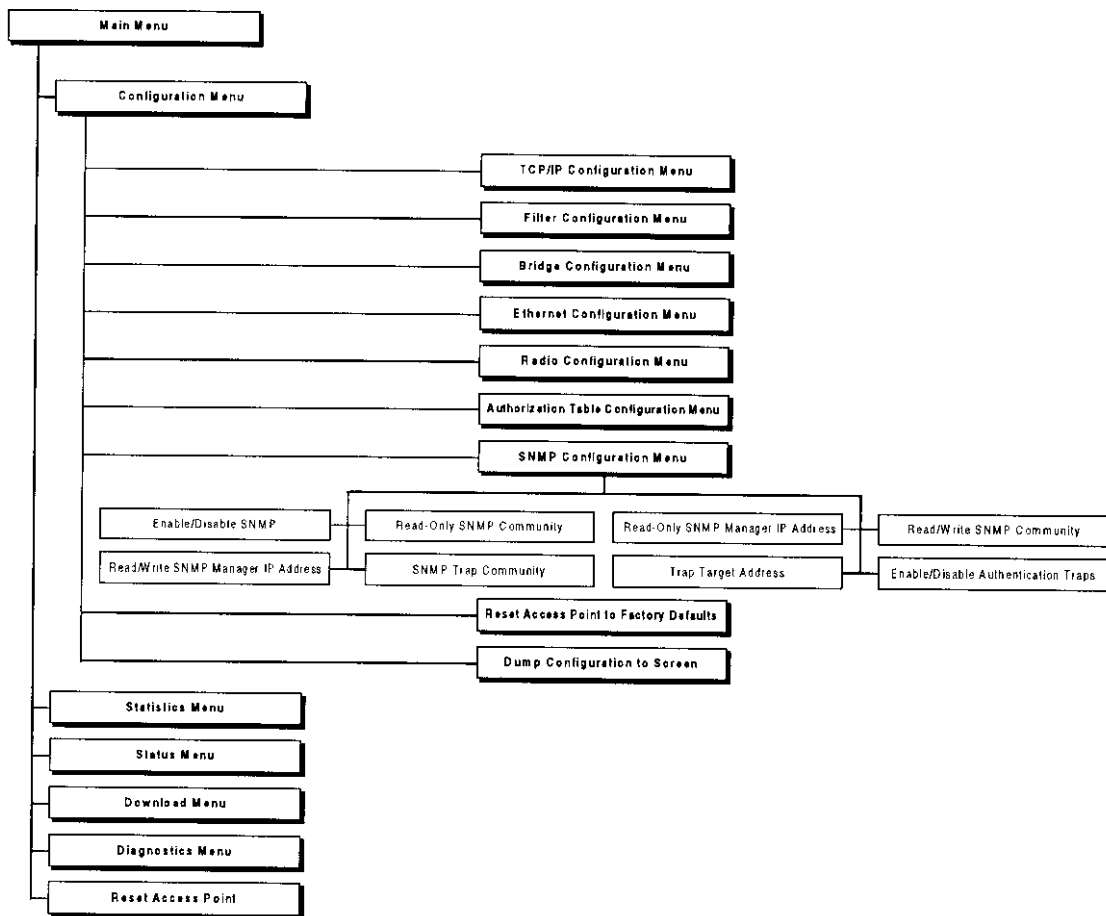 Main Menu
Configuration Menu
TCP/IP Configuration Menu
Filter Configuration Menu
Bridge Configuration Menu
Ethernet Configuration Menu
Radio Configuration Menu
Authorization Table Configuration Menu
SNMP Configuration Menu
Enable/Disable SNMP
Read-Only SNMP Community
Read-Only SNMP Manager IP Address
Read/Write SNMP Community
Read/Write SNMP Manager IP Address
SNMP Trap Community
Trap Target Address
Enable/Disable Authentication Traps
Reset Access Point to Factory Defaults
Dump Configuration to Screen
Statistics Menu
Status Menu
Download Menu
Diagnostics Menu
Reset Access Point